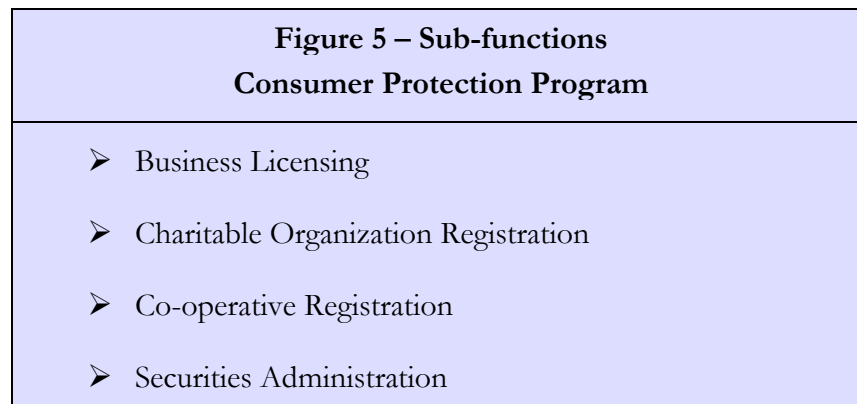 Figure 5 – Sub-functions
Consumer Protection Program
➢ Business Licensing
➢ Charitable Organization Registration
➢ Co-operative Registration
➢ Securities Administration